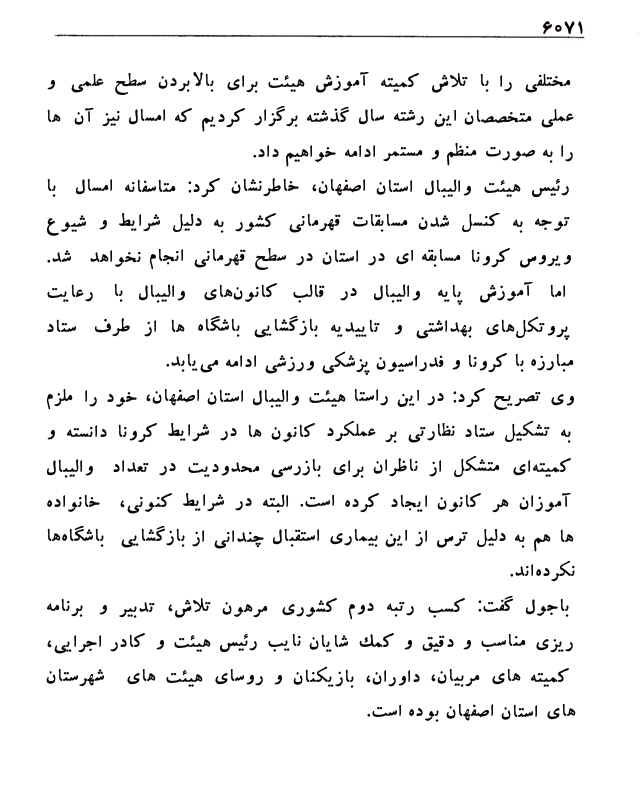 ۶۰۷۱
مختلفی را با تلاش کمیته آموزش هیئت برای بالابردن سطح علمی و
عملی متخصصان این رشته سال گذشته برگزار کردیم که امسال نیز آن ها
را به صورت منظم و مستمر ادامه خواهیم داد.
رئیس هیئت والیبال استان اصفهان، خاطرنشان کرد: متاسفانه امسال با
توجه به کنسل شدن مسابقات قهرمانی کشور به دلیل شرایط و شیوع
ویروس کرونا مسابقه ای در استان در سطح قهرمانی انجام نخواهد شد.
اما آموزش پایه والیبال در قالب کانون‌های والیبال با رعایت
پروتکل‌های بهداشتی و تاییدیه بازگشایی باشگاه ها از طرف ستاد
مبارزه با کرونا و فدراسیون پزشکی ورزشی ادامه می‌یابد.
وی تصریح کرد: در این راستا هیئت والیبال استان اصفهان، خود را ملزم
به تشکیل ستاد نظارتی بر عملکرد کانون ها در شرایط کرونا دانسته و
کمیته‌ای متشکل از ناظران برای بازرسی محدودیت در تعداد والیبال
آموزان هر کانون ایجاد کرده است. البته در شرایط کنونی، خانواده
ها هم به دلیل ترس از این بیماری استقبال چندانی از بازگشایی باشگاه‌ها
نکرده‌اند.
باجول گفت: کسب رتبه دوم کشوری مرهون تلاش، تدبیر و برنامه
ریزی مناسب و دقیق و کمک شایان نایب رئیس هیئت و کادر اجرایی،
کمیته های مربیان، داوران، بازیکنان و روسای هیئت های شهرستان
های استان اصفهان بوده است.